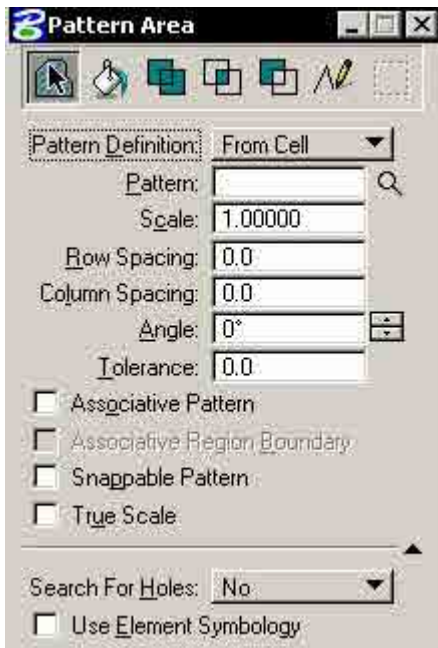 Pattern Area
Pattern Definition: From Cell
Pattern:
Scale: 1.00000
Row Spacing: 0.0
Column Spacing: 0.0
Angle: 0°
Tolerance: 0.0
Associative Pattern
Associative Region Boundary
Snappable Pattern
True Scale
Search For Holes: No
Use Element Symbology